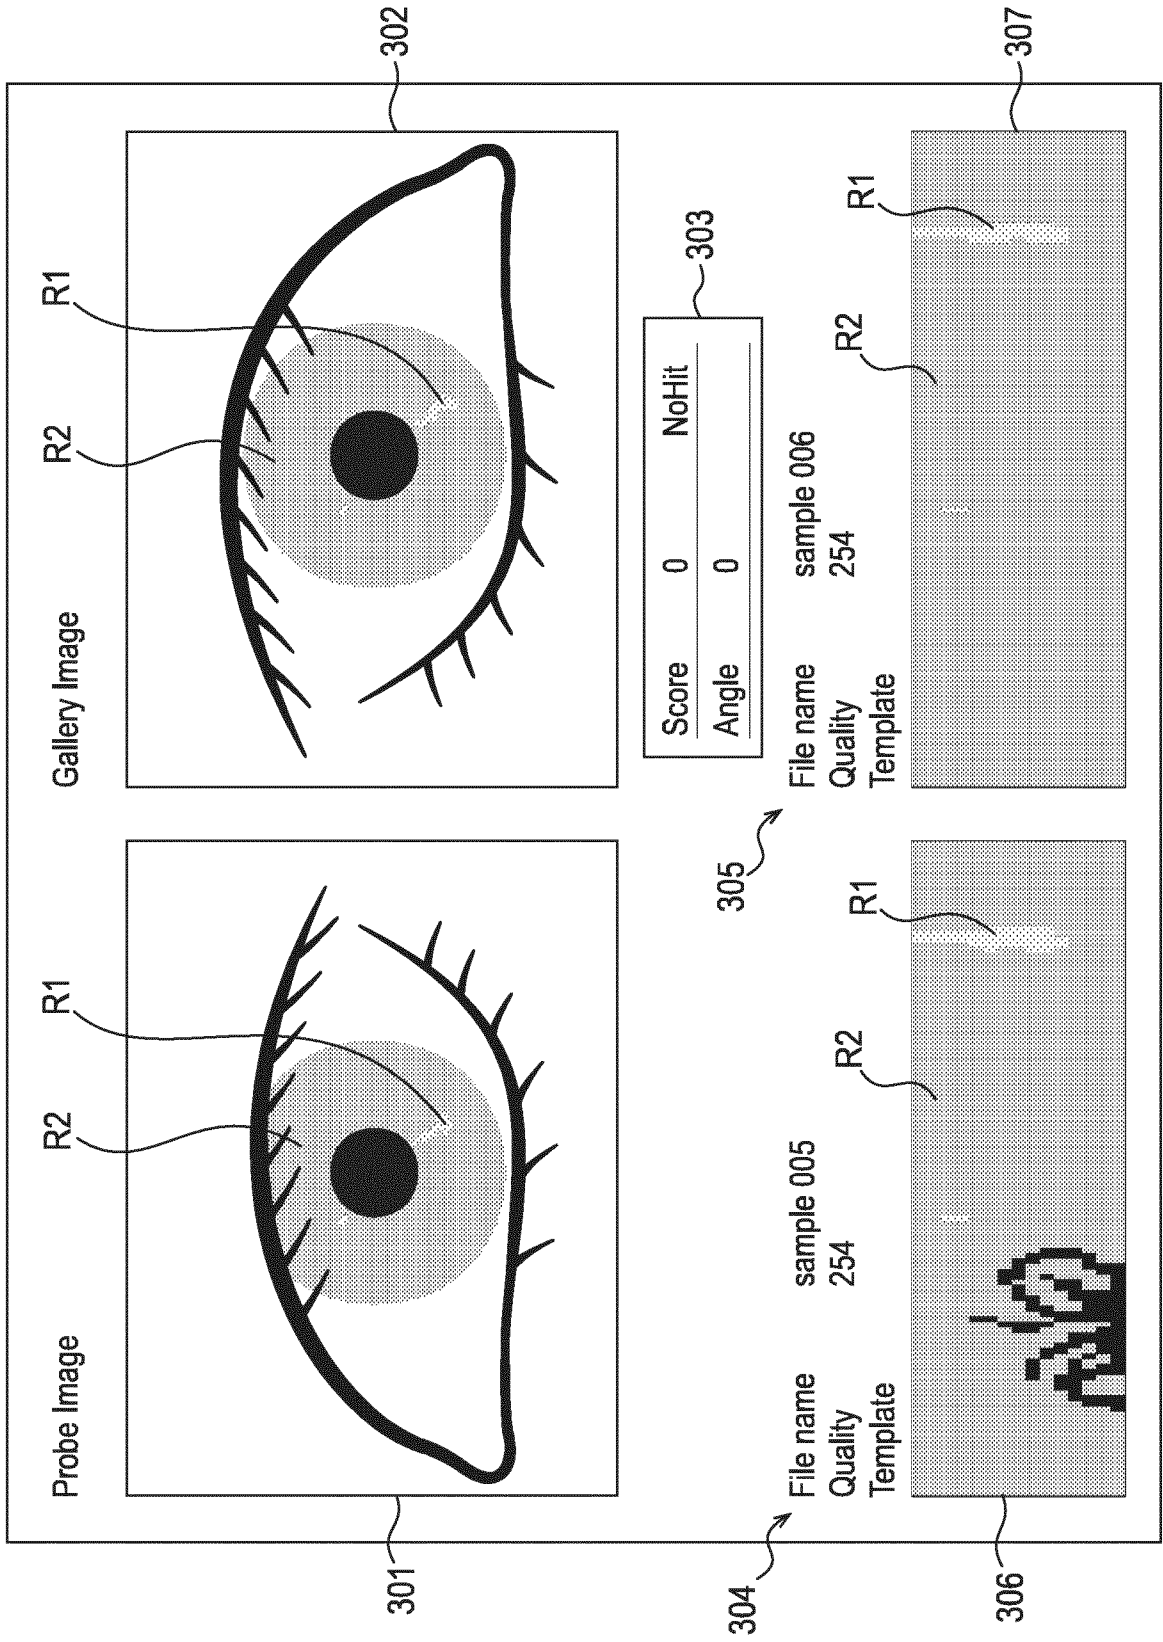 Probe Image
Gallery Image
R2
R1
R2
R1
301
302
Score 0 NoHit
Angle 0
303
304
305
File name sample 005
Quality 254
Template
File name sample 006
Quality 254
Template
R2
R1
R2
R1
306
307